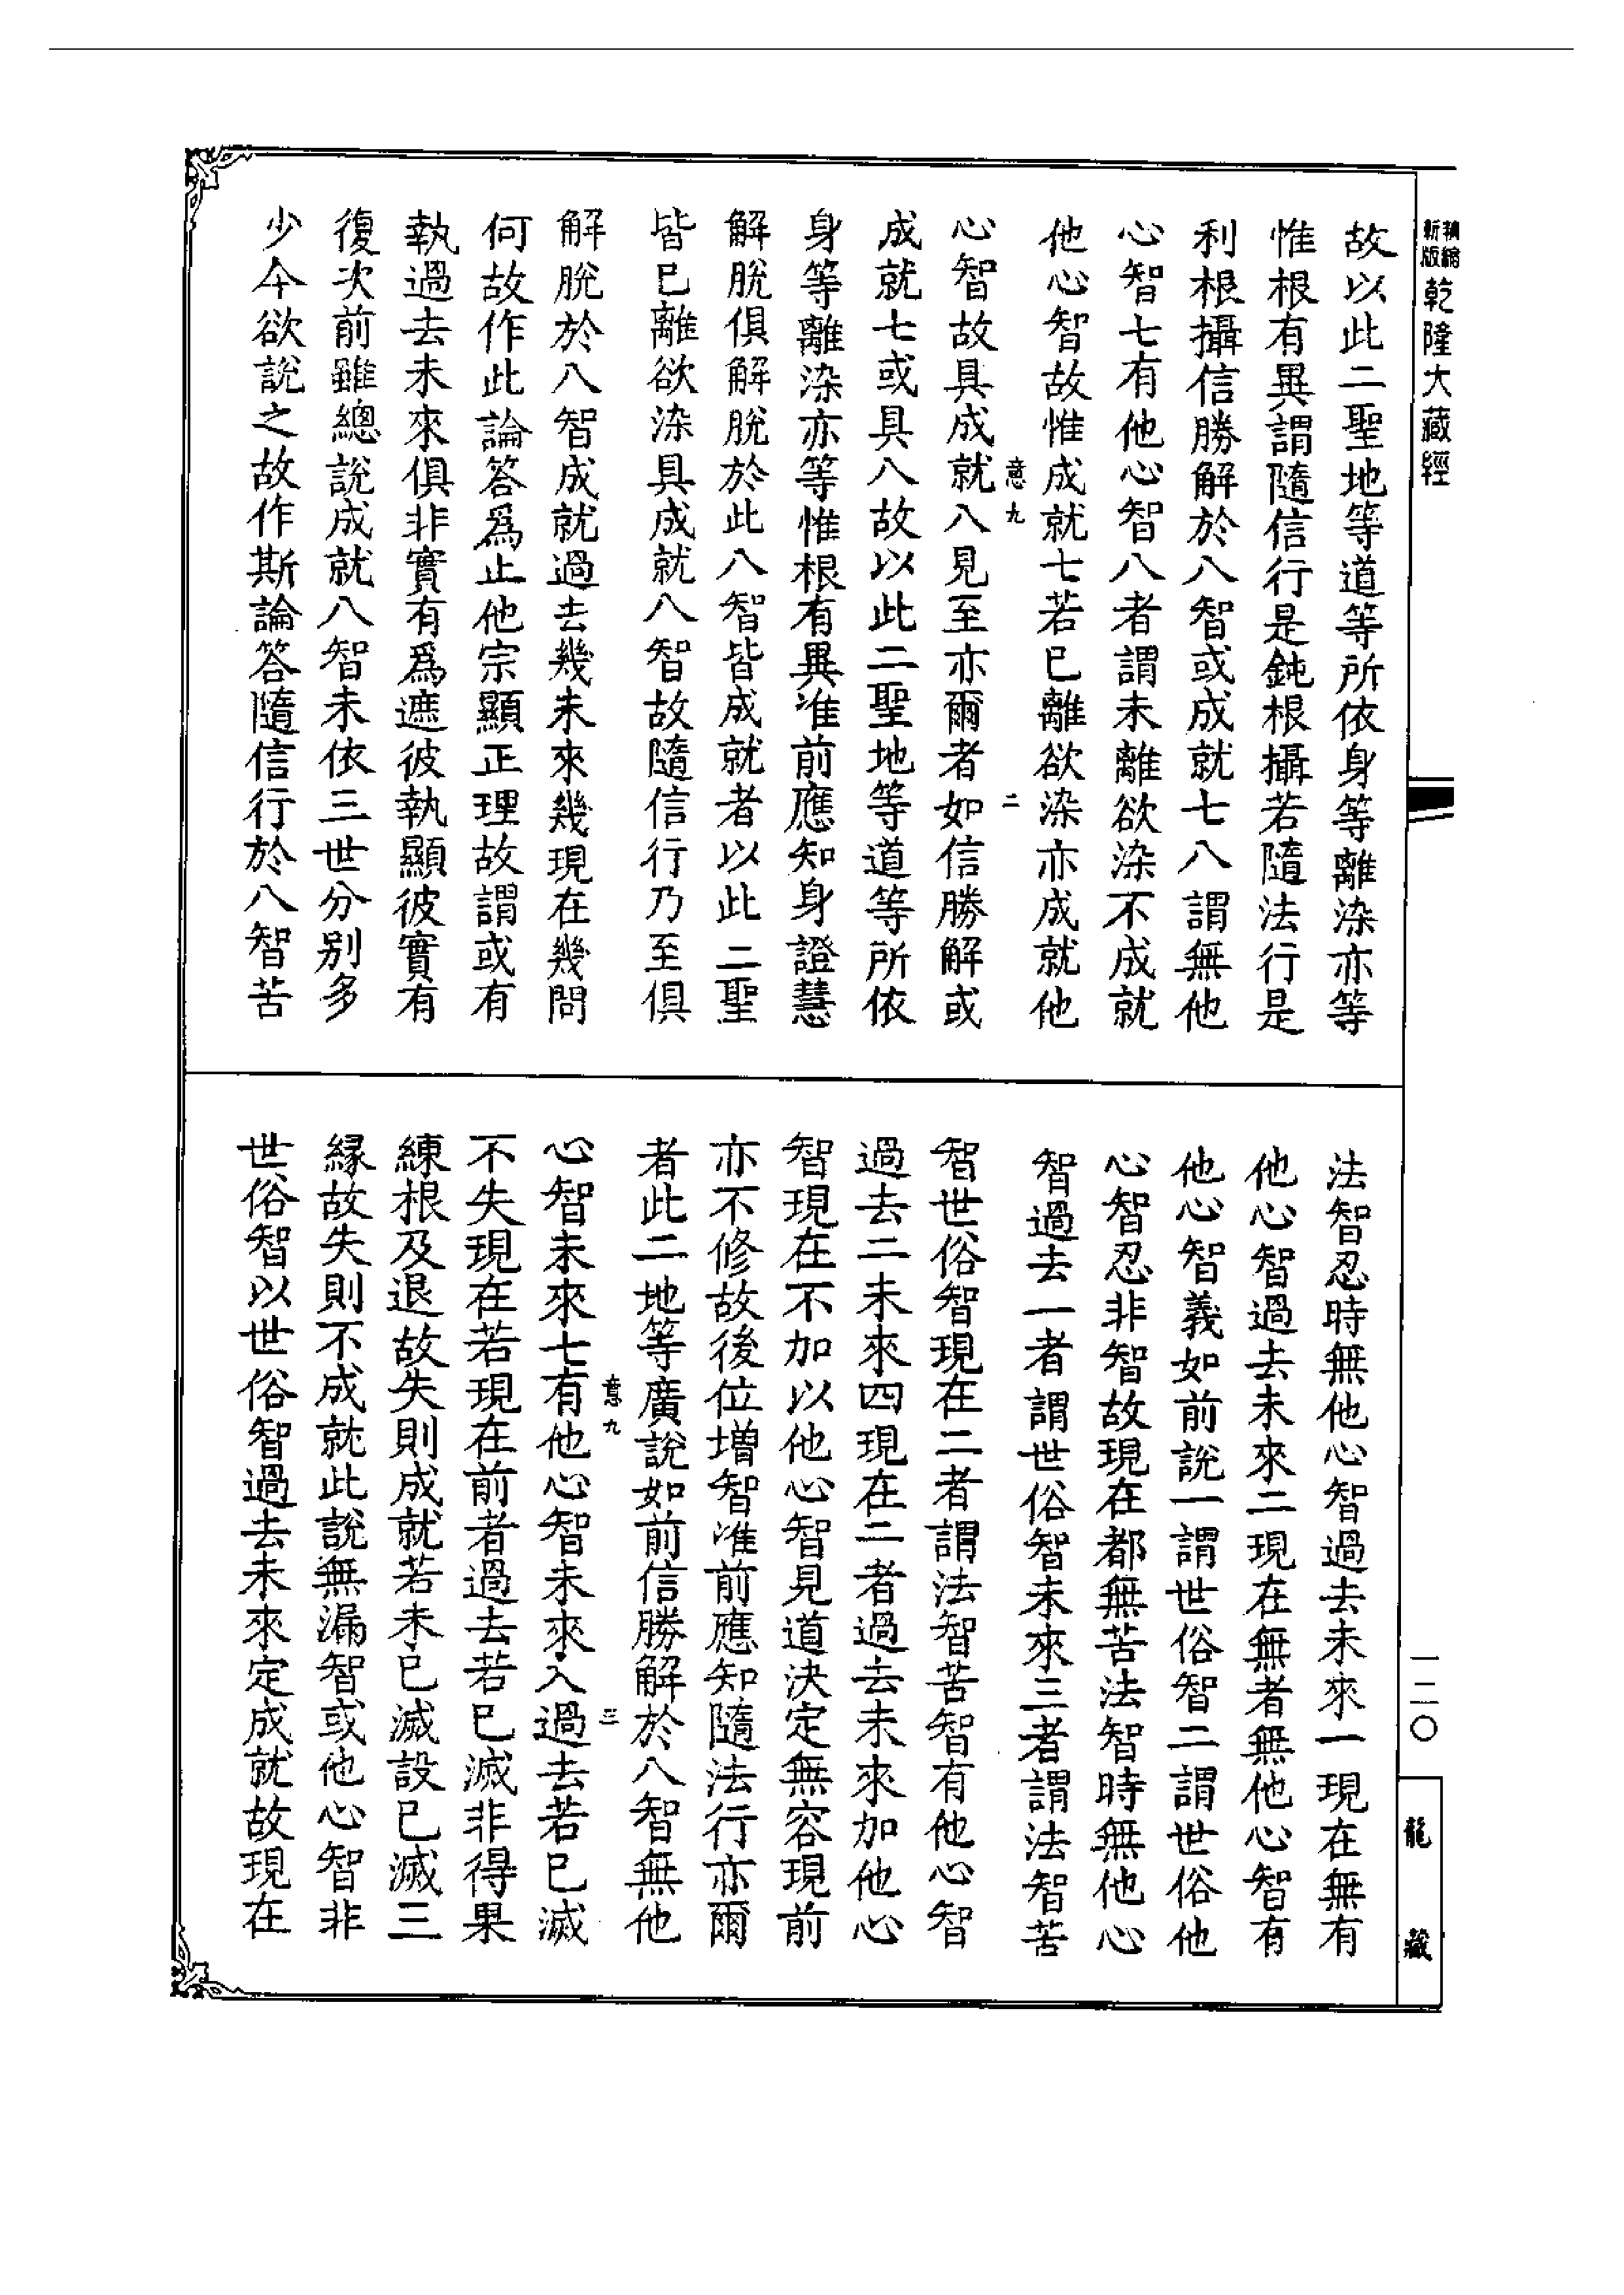 新版精縮乾隆大藏經
一二〇
龍藏
故以此二聖地等道等所依身等離染亦等
惟根有異謂隨信行是鈍根攝若隨法行是
利根攝信勝解於八智或成就七八謂無他
心智七有他心智八者謂未離欲染不成就
他心智故惟成就七若已離欲染亦成就他
意九
二
心智故具成就八見至亦爾者如信勝解或
成就七或具八故以此二聖地等道等所依
身等離染亦等惟根有異准前應知身證慧
解脫俱解脫於此八智皆成就者以此二聖
皆已離欲染具成就八智故隨信行乃至俱
解脫於八智成就過去幾未來幾現在幾問
何故作此論答爲止他宗顯正理故謂或有
執過去未來俱非實有爲遮彼執顯彼實有
復次前雖總說成就八智未依三世分別多
少今欲說之故作斯論答隨信行於八智苦
法智忍時無他心智過去未來一現在無有
他心智過去未來二現在無者無他心智有
他心智義如前說一謂世俗智二謂世俗他
心智忍非智故現在都無苦法智時無他心
智過去一者謂世俗智未來三者謂法智苦
智世俗智現在二者謂法智苦智有他心智
過去二未來四現在二者過去未來加他心
智現在不加以他心智見道決定無容現前
亦不修故後位增智准前應知隨法行亦爾
者此二地等廣說如前信勝解於八智無他
意九
三
心智未來七有他心智未來入過去若已滅
不失現在若現在前者過去若已滅非得果
練根及退故失則成就若未已滅設已滅三
緣故失則不成就此說無漏智或他心智非
世俗智以世俗智過去未來定成就故現在